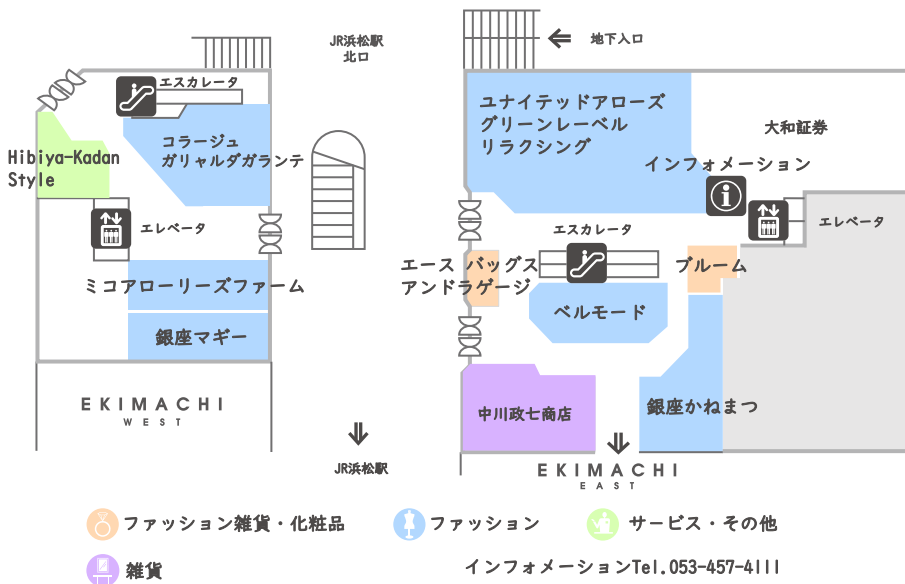 JR浜松駅
北口
地下入口
エスカレータ
コラージュ
ガリャルダガランテ
Hibiya-Kadan
Style
エレベータ
ミコアローリーズファーム
銀座マギー
EKIMACHI
WEST
JR浜松駅
ユナイテッドアローズ
グリーンレーベル
リラクシング
大和証券
インフォメーション
エレベータ
エスカレータ
エース バッグス
アンドラゲージ
ブルーム
ベルモード
中川政七商店
銀座かねまつ
EKIMACHI
EAST
ファッション雑貨・化粧品
ファッション
サービス・その他
雑貨
インフォメーションTel.053-457-4111